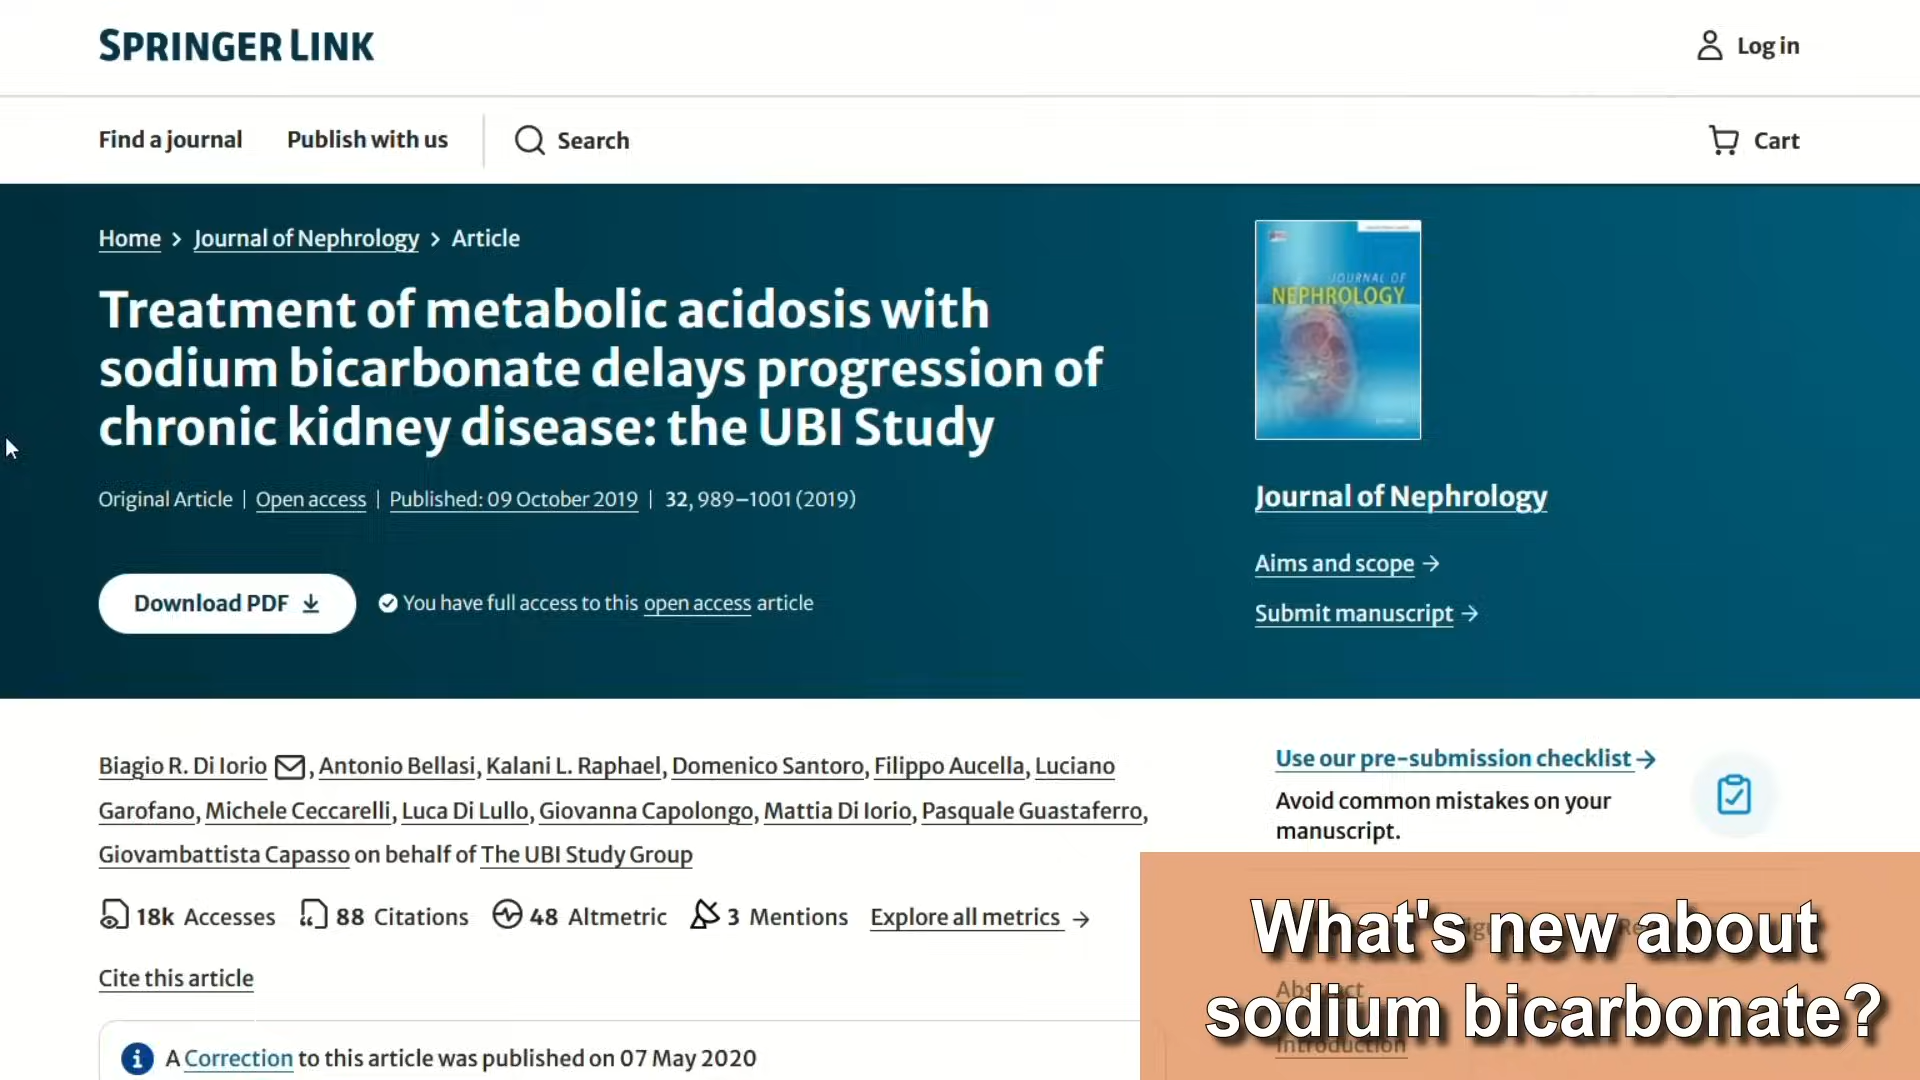 SPRINGER LINK
Log in
Find a journal
Publish with us
Search
Cart
Home > Journal of Nephrology > Article
Treatment of metabolic acidosis with
sodium bicarbonate delays progression of
chronic kidney disease: the UBI Study
Original Article | Open access | Published: 09 October 2019 | 32, 989–1001 (2019)
Download PDF
You have full access to this open access article
JOURNAL OF
NEPHROLOGY
Journal of Nephrology
Aims and scope →
Submit manuscript →
Biagio R. Di Iorio, Antonio Bellasi, Kalani L. Raphael, Domenico Santoro, Filippo Aucella, Luciano
Garofano, Michele Ceccarelli, Luca Di Lullo, Giovanna Capolongo, Mattia Di Iorio, Pasquale Guastaferro,
Giovambattista Capasso on behalf of The UBI Study Group
18k Accesses
88 Citations
48 Altmetric
3 Mentions
Explore all metrics →
Cite this article
A Correction to this article was published on 07 May 2020
Use our pre-submission checklist →
Avoid common mistakes on your
manuscript.
What's new about
sodium bicarbonate?
Introduction